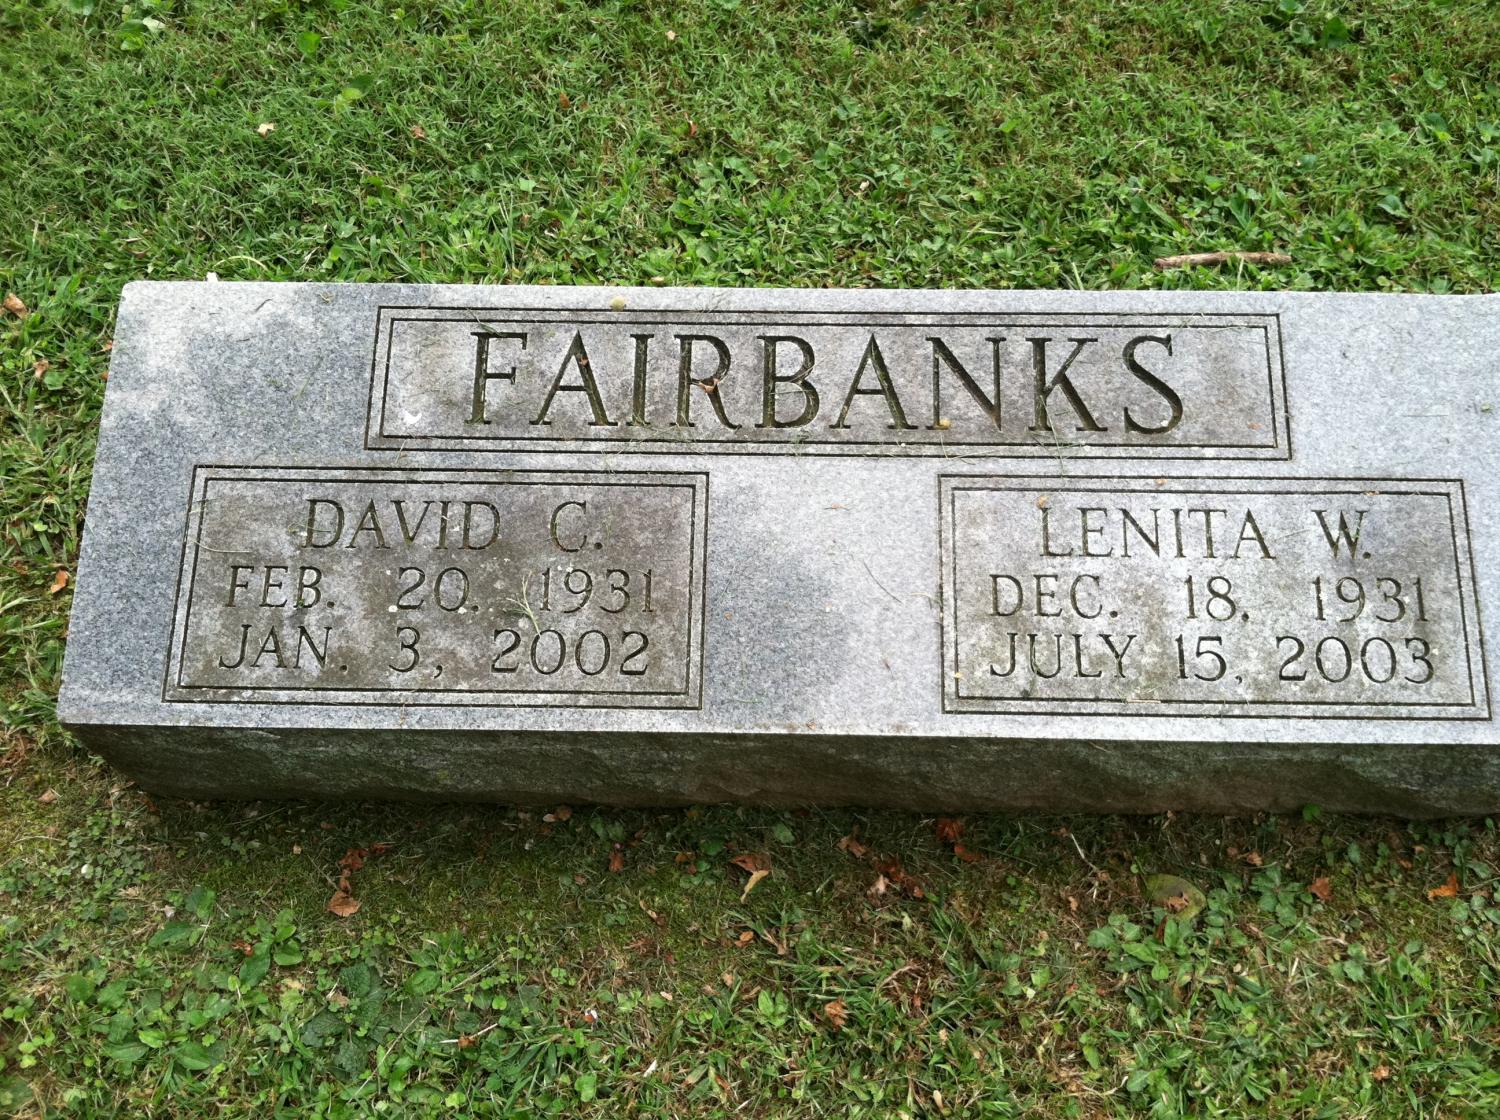 FAIRBANKS
DAVID C.
FEB. 20. 1931
JAN. 3, 2002
LENITA W.
DEC. 18. 1931
JULY 15, 2003